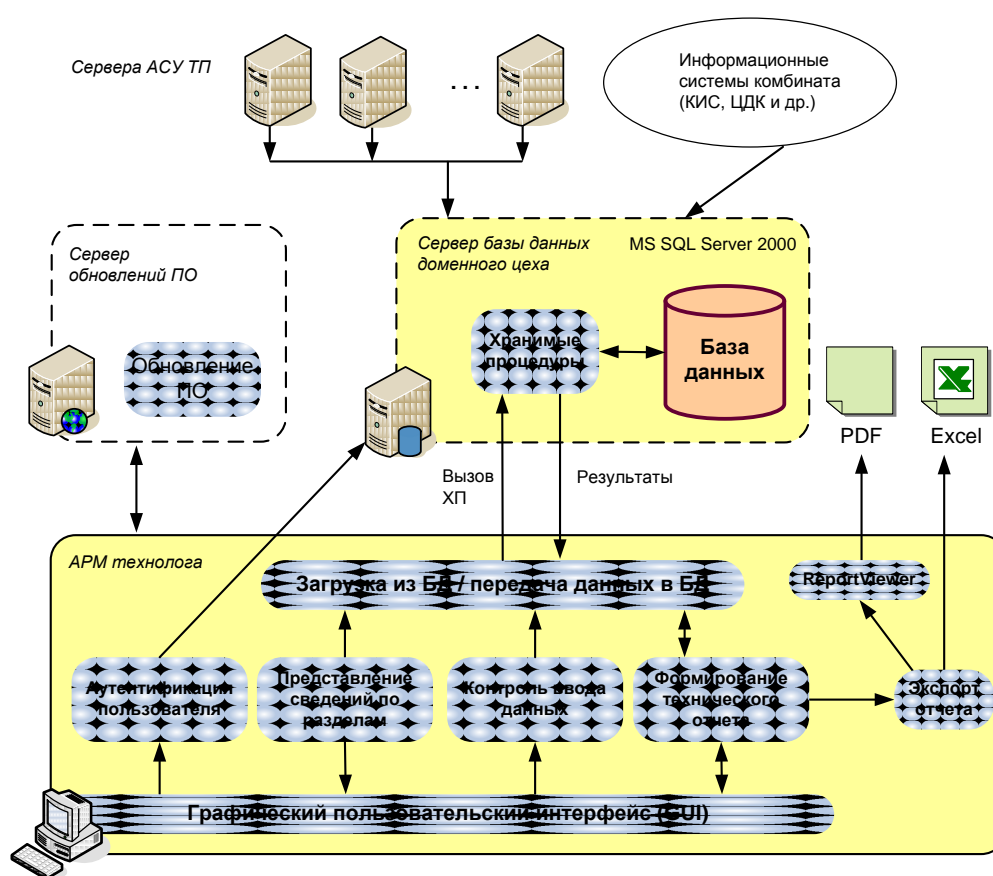 Сервера АСУ ТП
. . .
Информационные
системы комбината
(КИС, ЦДК и др.)
Сервер
обновлений ПО
Обновление
ПО
Сервер базы данных
доменного цеха
MS SQL Server 2000
Хранимые
процедуры
База
данных
PDF
Excel
Вызов
ХП
Результаты
АРМ технолога
Загрузка из БД / передача данных в БД
ReportViewer
Аутентификация
пользователя
Представление
сведений по
разделам
Контроль ввода
данных
Формирование
технического
отчета
Экспорт
отчета
Графический пользовательский интерфейс (GUI)